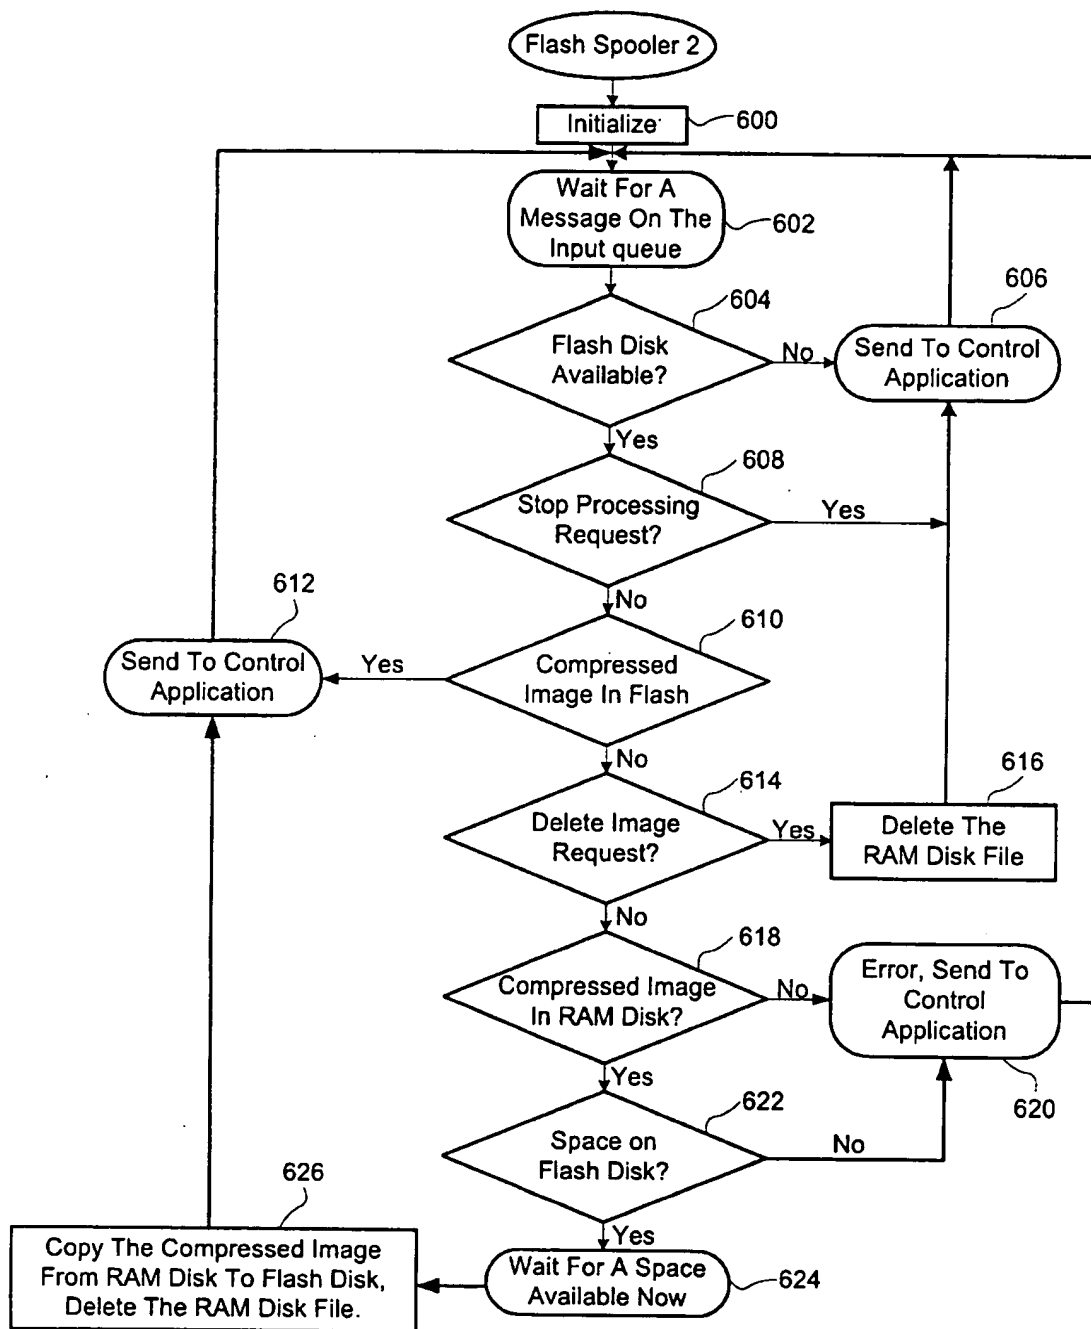 Flash Spooler 2
Initialize
600
Wait For A
Message On The
Input queue
602
604
Flash Disk
Available?
No
606
Send To Control
Application
Yes
608
Stop Processing
Request?
Yes
No
612
Send To Control
Application
Yes
610
Compressed
Image In Flash
No
614
Delete Image
Request?
Yes
616
Delete The
RAM Disk File
No
618
Compressed Image
In RAM Disk?
No
Error, Send To
Control
Application
620
Yes
622
Space on
Flash Disk?
No
Yes
626
Copy The Compressed Image
From RAM Disk To Flash Disk,
Delete The RAM Disk File.
Wait For A Space
Available Now
624